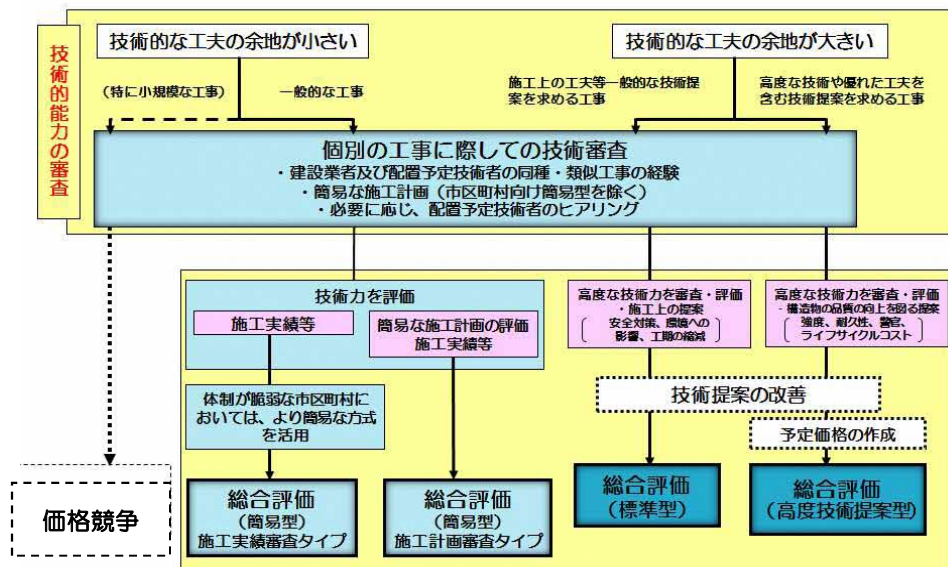 技術的能力の審査
技術的な工夫の余地が小さい
技術的な工夫の余地が大きい
(特に小規模な工事)
一般的な工事
施工上の工夫等一般的な技術提
案を求める工事
高度な技術や優れた工夫を
含む技術提案を求める工事
個別の工事に際しての技術審査
・建設業者及び配置予定技術者の同種・類似工事の経験
・簡易な施工計画(市区町村向け簡易型を除く)
・必要に応じ、配置予定技術者のヒアリング
技術力を評価
施工実績等
簡易な施工計画の評価
施工実績等
高度な技術力を審査・評価
・施工上の提案
安全対策、環境への
影響、工期の縮減
高度な技術力を審査・評価
・構造物の品質の向上を図る提案
強度、耐久性、警官、
ライフサイクルコスト
体制が脆弱な市区町村に
おいては、より簡易な方式
を活用
技術提案の改善
予定価格の作成
価格競争
総合評価
(簡易型)
施工実績審査タイプ
総合評価
(簡易型)
施工計画審査タイプ
総合評価
(標準型)
総合評価
(高度技術提案型)